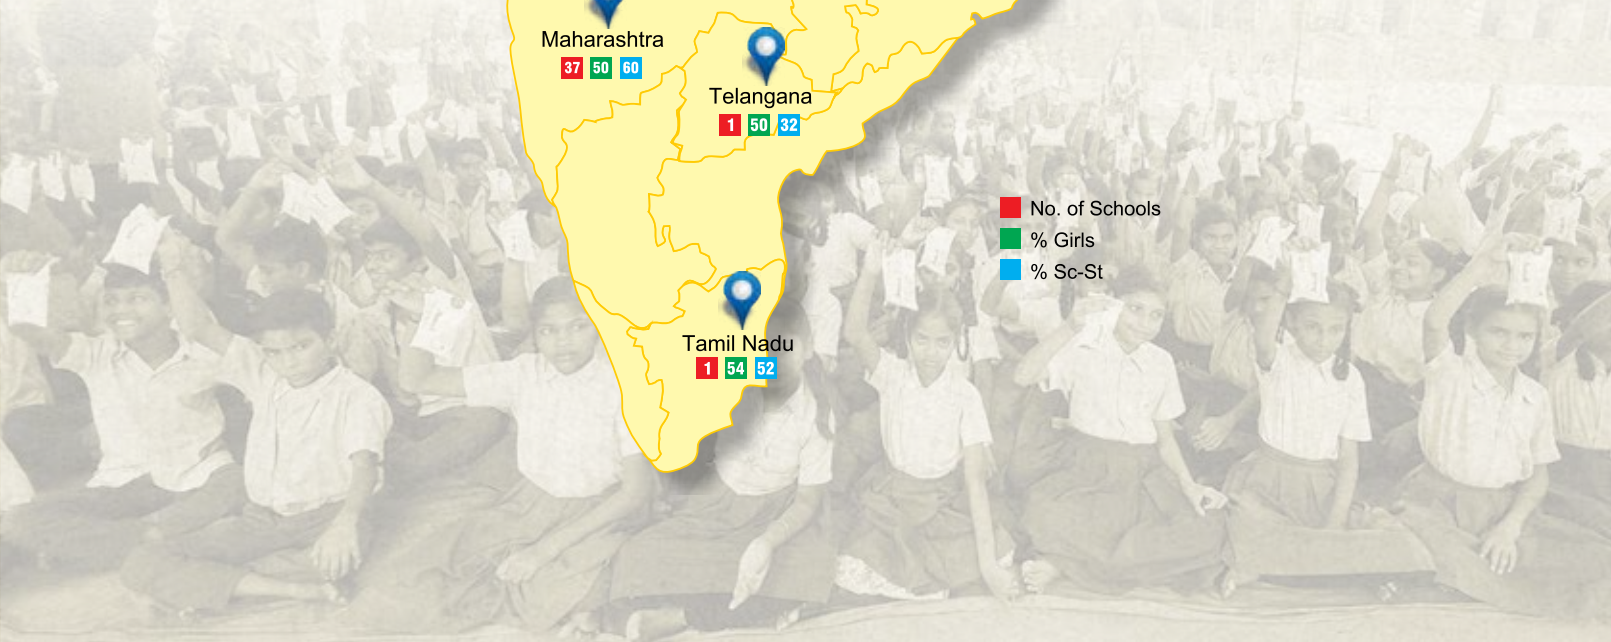 Maharashtra
37 50 60
Telangana
1 50 32
No. of Schools
% Girls
% Sc-St
Tamil Nadu
1 54 52